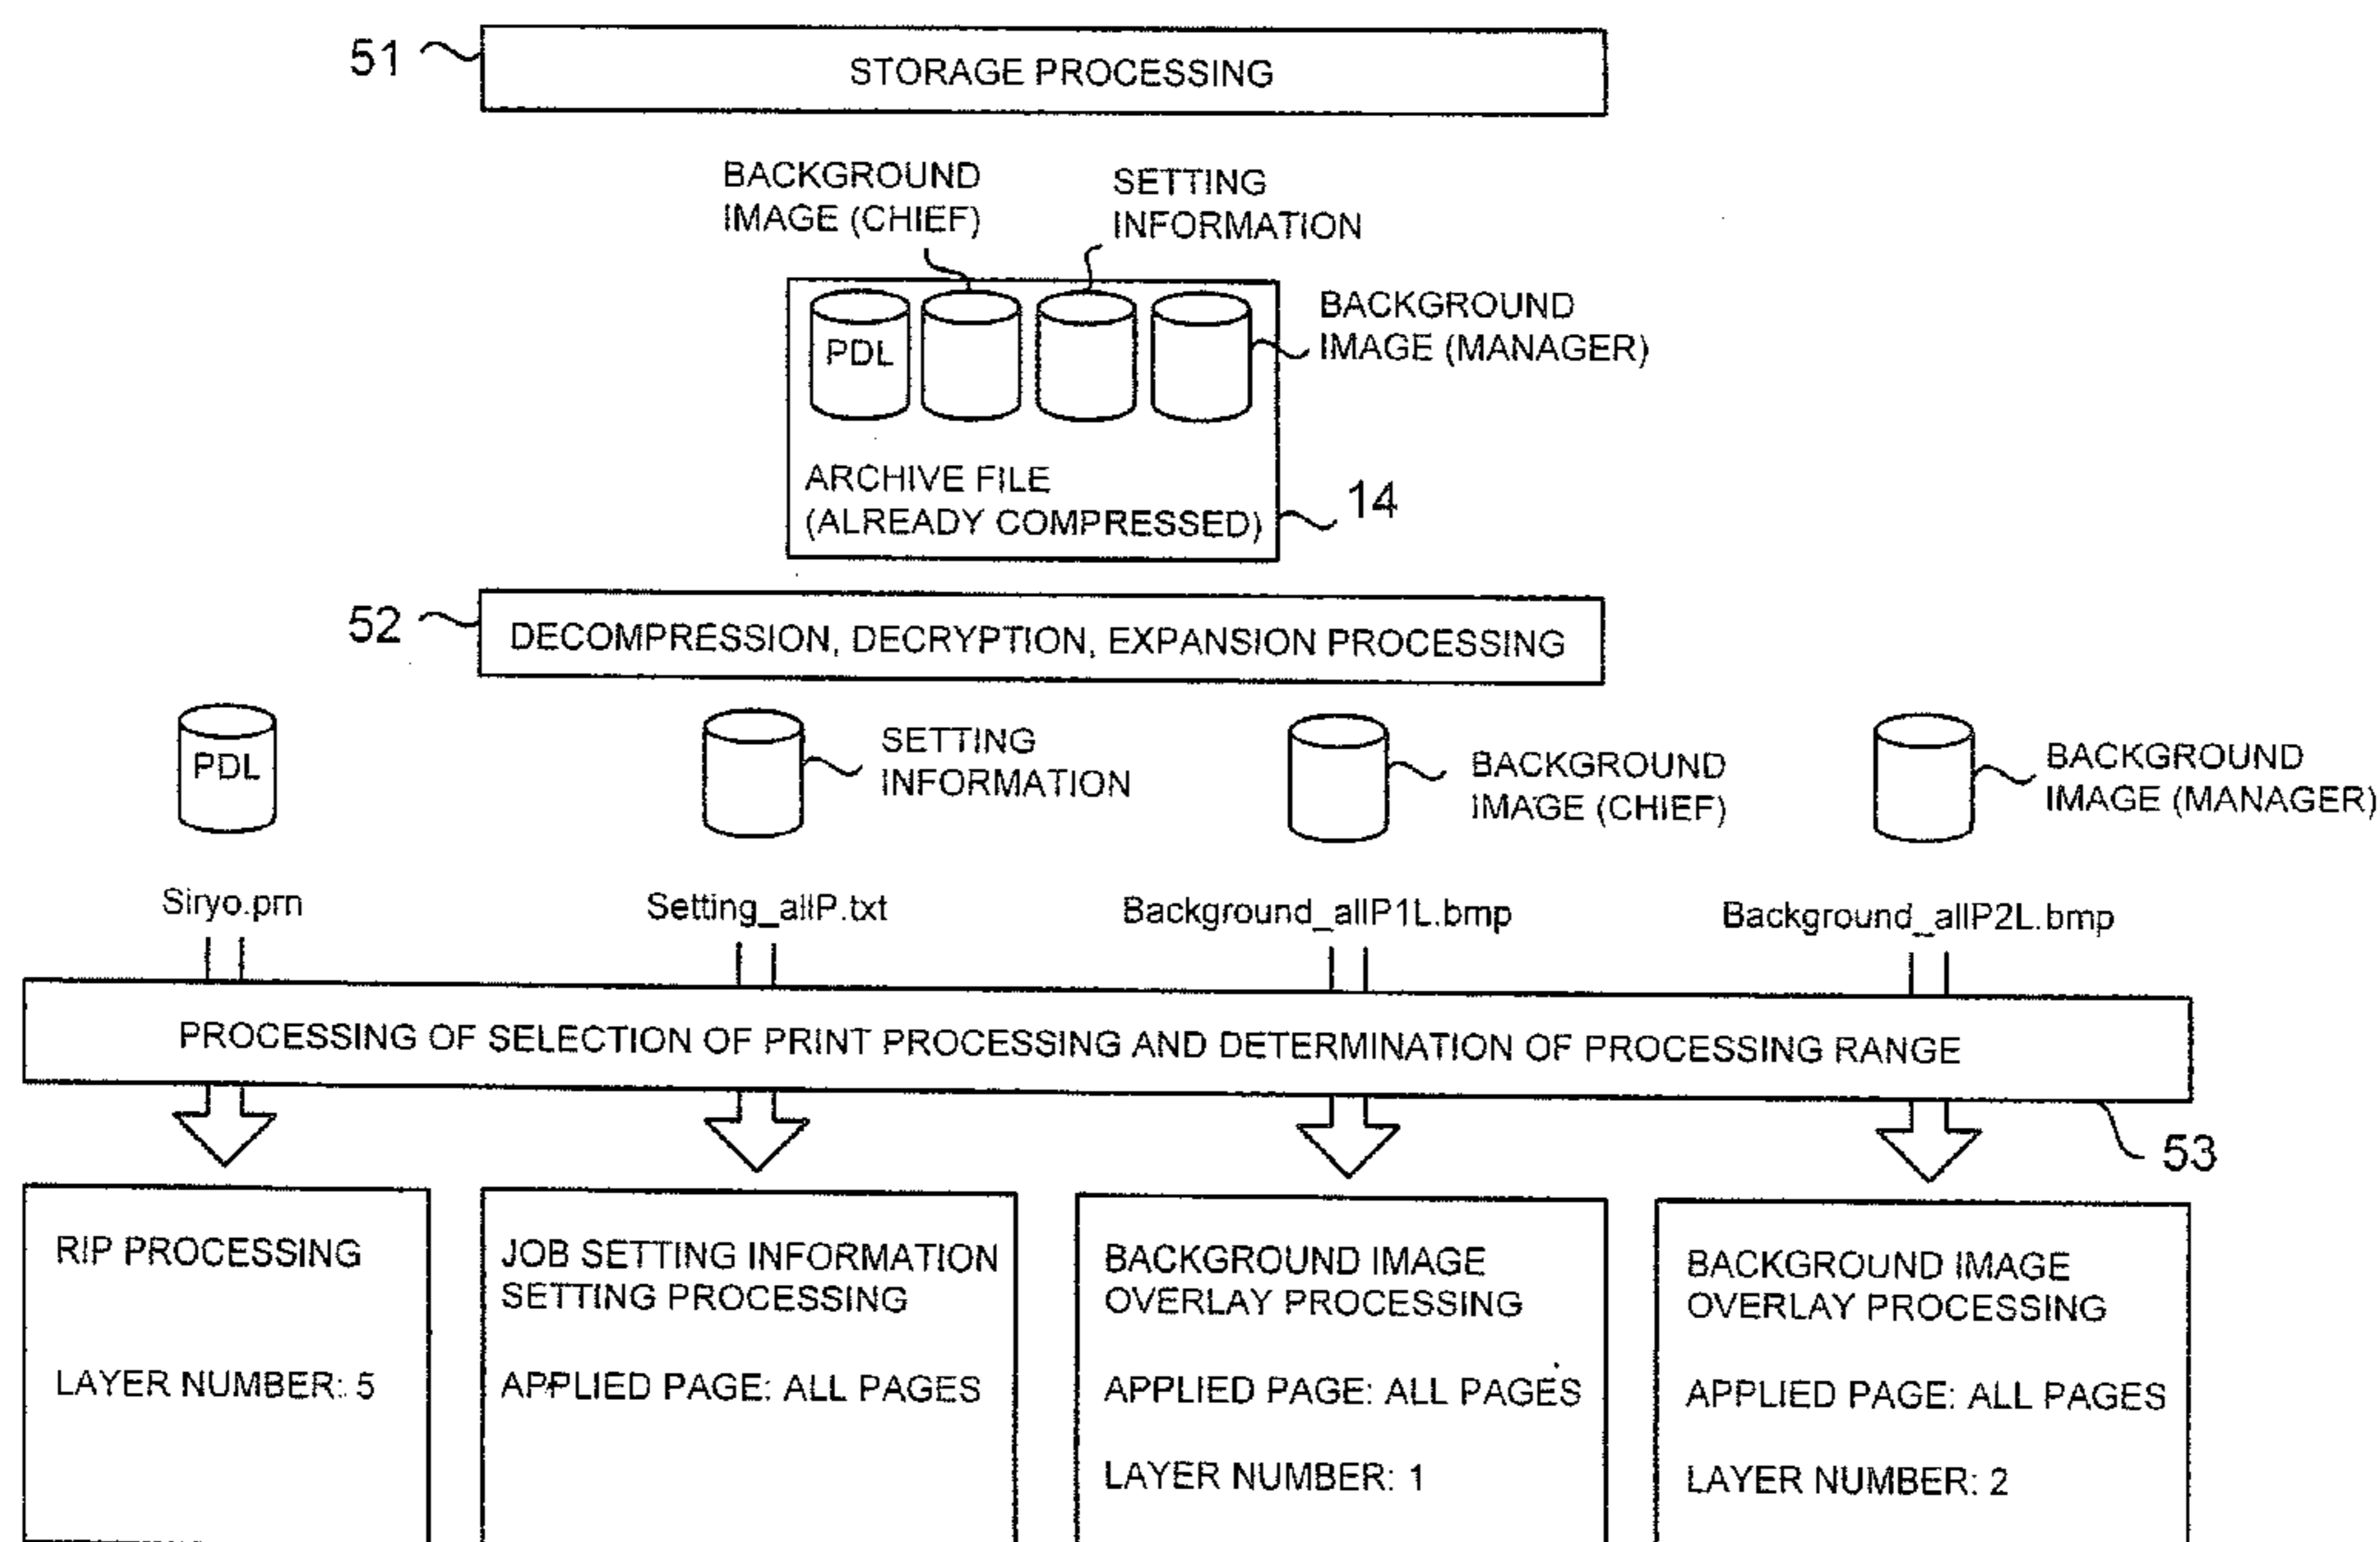 51
STORAGE PROCESSING
BACKGROUND
IMAGE (CHIEF)
SETTING
INFORMATION
BACKGROUND
IMAGE (MANAGER)
PDL
ARCHIVE FILE
(ALREADY COMPRESSED)
14
52
DECOMPRESSION, DECRYPTION, EXPANSION PROCESSING
PDL
SETTING
INFORMATION
BACKGROUND
IMAGE (CHIEF)
BACKGROUND
IMAGE (MANAGER)
Siryo.prn
Setting_allP.txt
Background_allP1L.bmp
Background_allP2L.bmp
PROCESSING OF SELECTION OF PRINT PROCESSING AND DETERMINATION OF PROCESSING RANGE
53
RIP PROCESSING
LAYER NUMBER: 5
JOB SETTING INFORMATION
SETTING PROCESSING
APPLIED PAGE: ALL PAGES
BACKGROUND IMAGE
OVERLAY PROCESSING
APPLIED PAGE: ALL PAGES
LAYER NUMBER: 1
BACKGROUND IMAGE
OVERLAY PROCESSING
APPLIED PAGE: ALL PAGES
LAYER NUMBER: 2